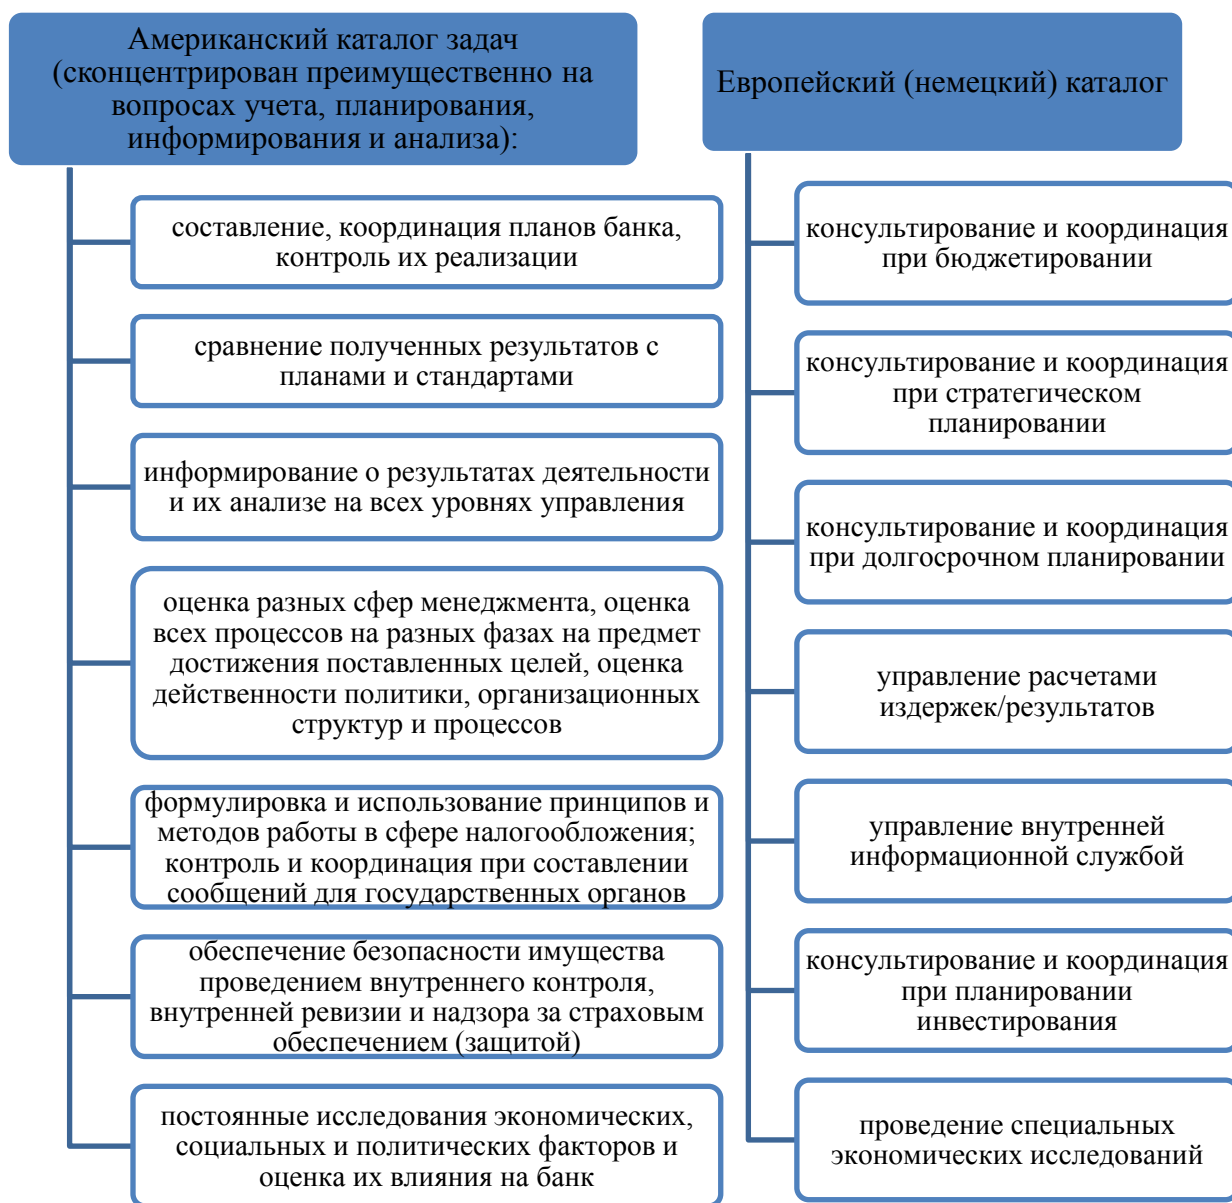 Американский каталог задач
(сконцентрирован преимущественно на
вопросах учета, планирования,
информирования и анализа):
составление, координация планов банка,
контроль их реализации
сравнение полученных результатов с
планами и стандартами
информирование о результатах деятельности
и их анализе на всех уровнях управления
оценка разных сфер менеджмента, оценка
всех процессов на разных фазах на предмет
достижения поставленных целей, оценка
действенности политики, организационных
структур и процессов
формулировка и использование принципов и
методов работы в сфере налогообложения;
контроль и координация при составлении
сообщений для государственных органов
обеспечение безопасности имущества
проведением внутреннего контроля,
внутренней ревизии и надзора за страховым
обеспечением (защитой)
постоянные исследования экономических,
социальных и политических факторов и
оценка их влияния на банк
Европейский (немецкий) каталог
консультирование и координация
при бюджетировании
консультирование и координация
при стратегическом
планировании
консультирование и координация
при долгосрочном планировании
управление расчетами
издержек/результатов
управление внутренней
информационной службой
консультирование и координация
при планировании
инвестирования
проведение специальных
экономических исследований